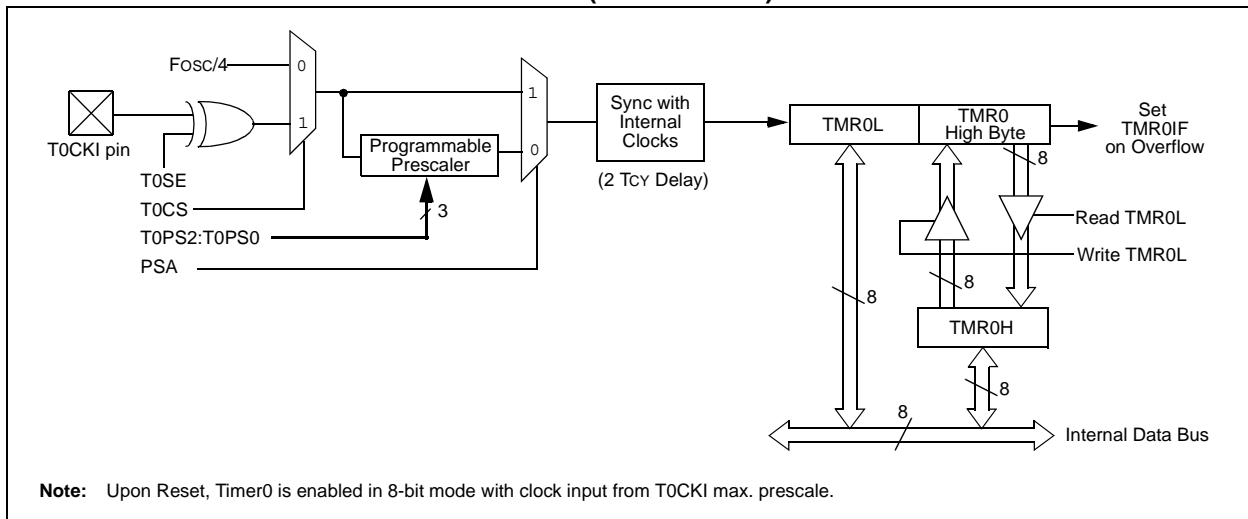 FOSC/4
0
1
T0CKI pin
T0SE
T0CS
T0PS2:T0PS0
PSA
Programmable
Prescaler
3
1
0
Sync with
Internal
Clocks
(2 TCY Delay)
TMR0L
TMR0
High Byte
Set
TMR0IF
on Overflow
8
Read TMR0L
Write TMR0L
8
8
TMR0H
8
8
Internal Data Bus
Note: Upon Reset, Timer0 is enabled in 8-bit mode with clock input from T0CKI max. prescale.